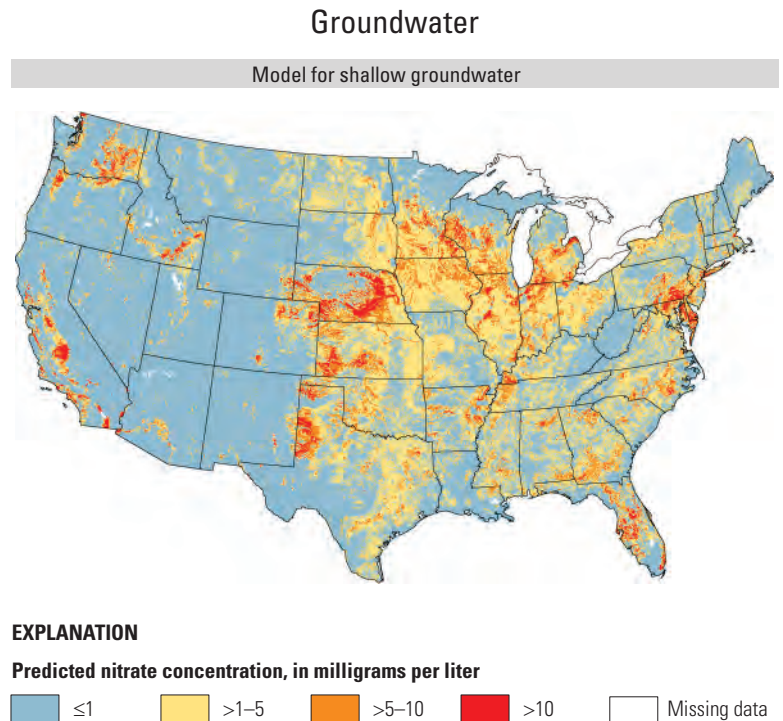 Groundwater
Model for shallow groundwater
EXPLANATION
Predicted nitrate concentration, in milligrams per liter
≤1 >1–5 >5–10 >10 Missing data